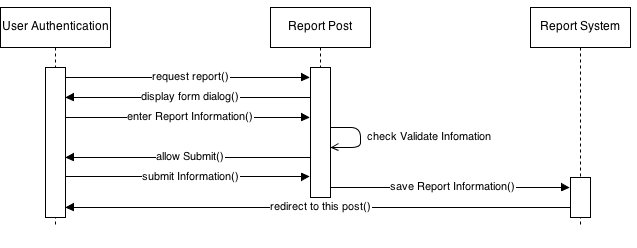 User Authentication
Report Post
Report System
request report()
display form dialog()
enter Report Information()
check Validate Infomation
allow Submit()
submit Information()
save Report Information()
redirect to this post()